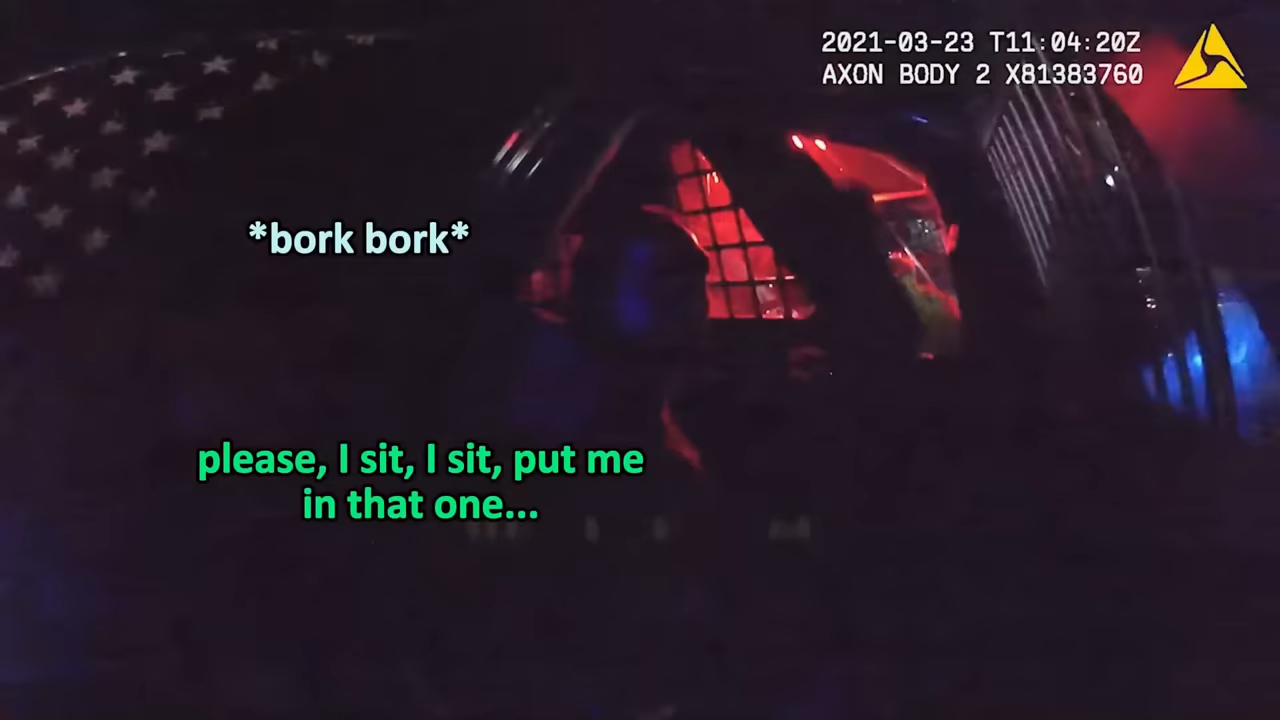 2021-03-23 T11:04:20Z
AXON BODY 2 X81383760
*bork bork*
please, I sit, I sit, put me
in that one...